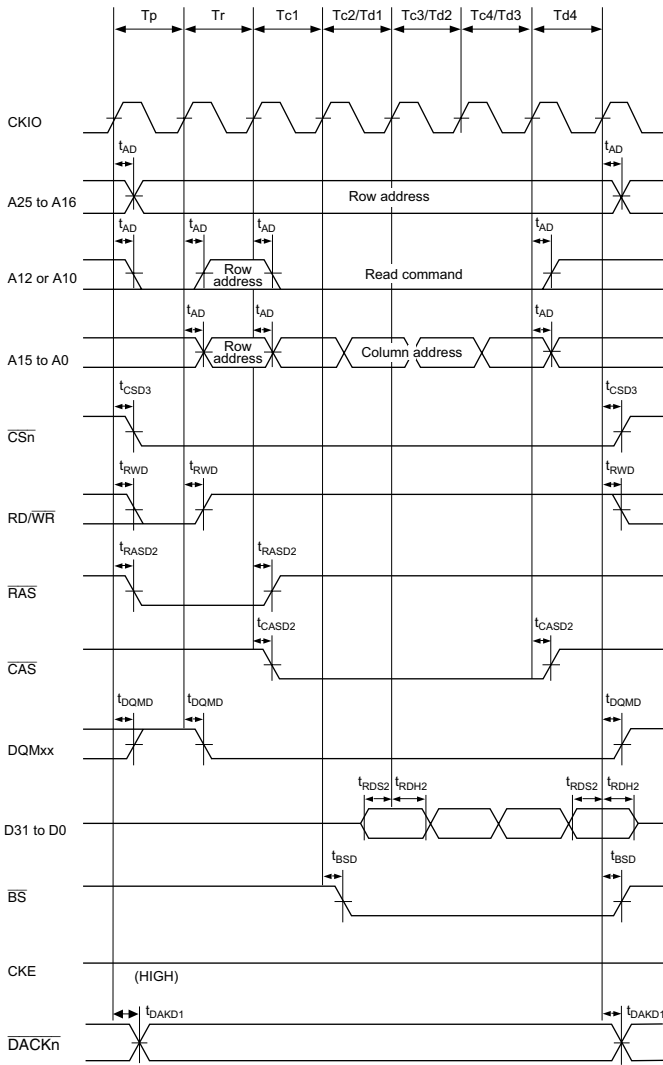 Tp Tr Tc1 Tc2/Td1 Tc3/Td2 Tc4/Td3 Td4
CKIO
tAD tAD
A25 to A16 Row address
tAD tAD tAD tAD
A12 or A10 Row address Read command
tAD tAD tAD
A15 to A0 Row address Column address
tCSD3 tCSD3
CSn
tRWD tRWD tRWD
RD/WR
tRASD2 tRASD2
RAS
tCASD2 tCASD2
CAS
tDQMD tDQMD tDQMD
DQMxx
tRDS2 tRDH2 tRDS2 tRDH2
D31 to D0
tBSD tBSD
BS
CKE
(HIGH)
tDAKD1 tDAKD1
DACKn